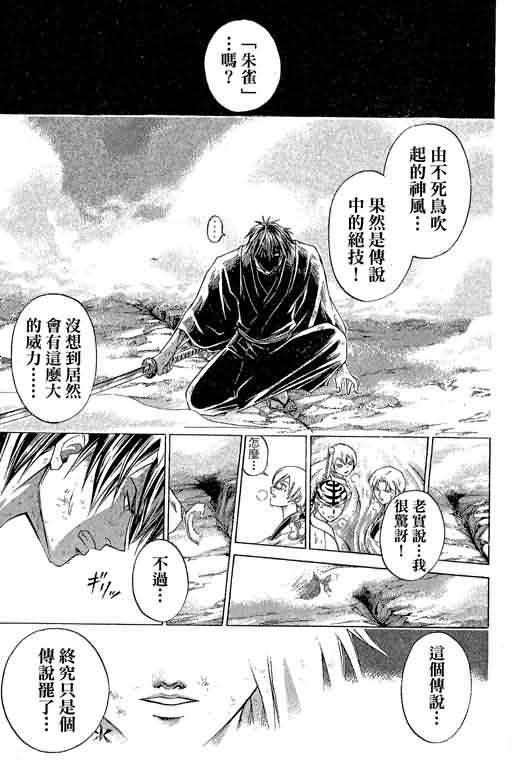 「朱雀」
…嗎？
由不死鳥吹
起的神風…
果然是傳說
中的絕技！
……
沒想到居然
會有這麼大
的威力……
老實說…我
很驚訝！
怎麼…
不過…
ギリッ
這個傳說…
終究只是個
傳說罷了…